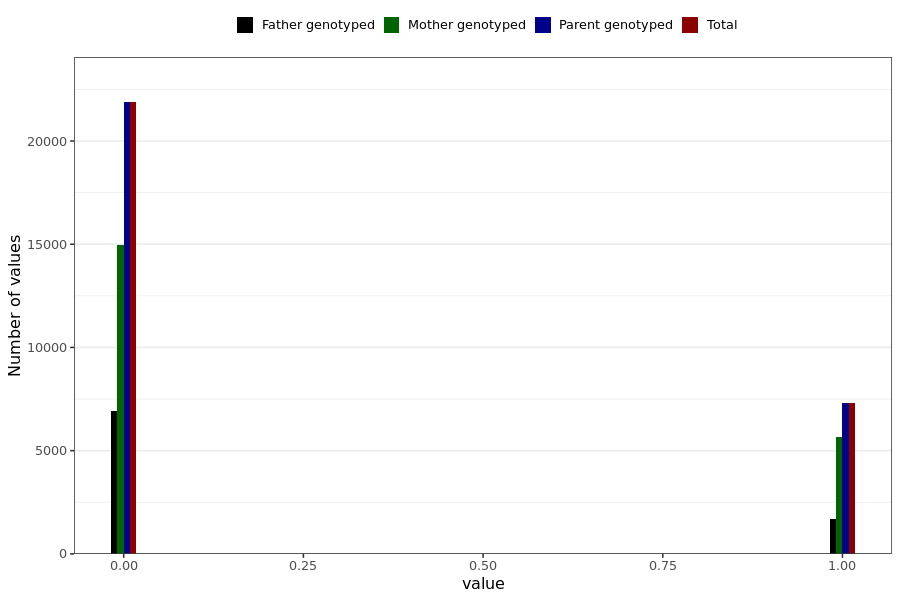 Father genotyped Mother genotyped Parent genotyped Total
Number of values
20000
15000
10000
5000
0
0.00 0.25 0.50 0.75 1.00
value